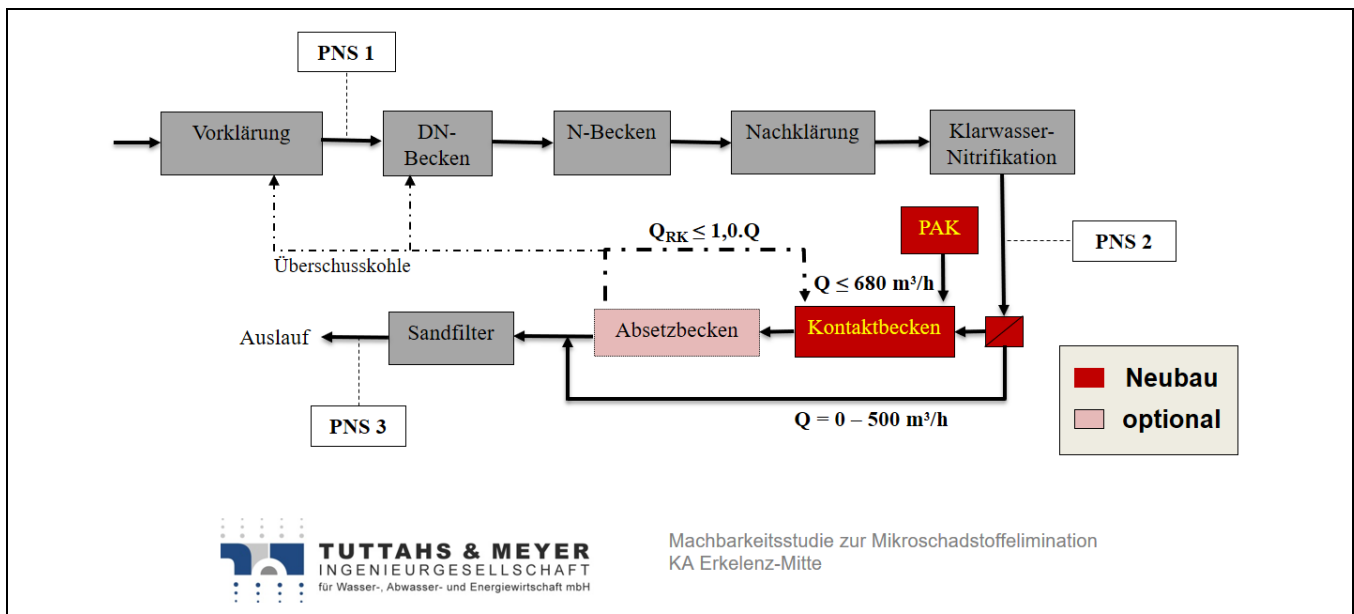 PNS 1
Vorklärung
DN-
Becken
N-Becken
Nachklärung
Klarwasser-
Nitrifikation
PAK
PNS 2
Q_RK ≤ 1,0.Q
Überschusskohle
Q ≤ 680 m³/h
Auslauf
Sandfilter
Absetzbecken
Kontaktbecken
PNS 3
Q = 0 – 500 m³/h
Neubau
optional
TUTTAHS & MEYER
INGENIEURGESELLSCHAFT
für Wasser-, Abwasser- und Energiewirtschaft mbH
Machbarkeitsstudie zur Mikroschadstoffelimination
KA Erkelenz-Mitte